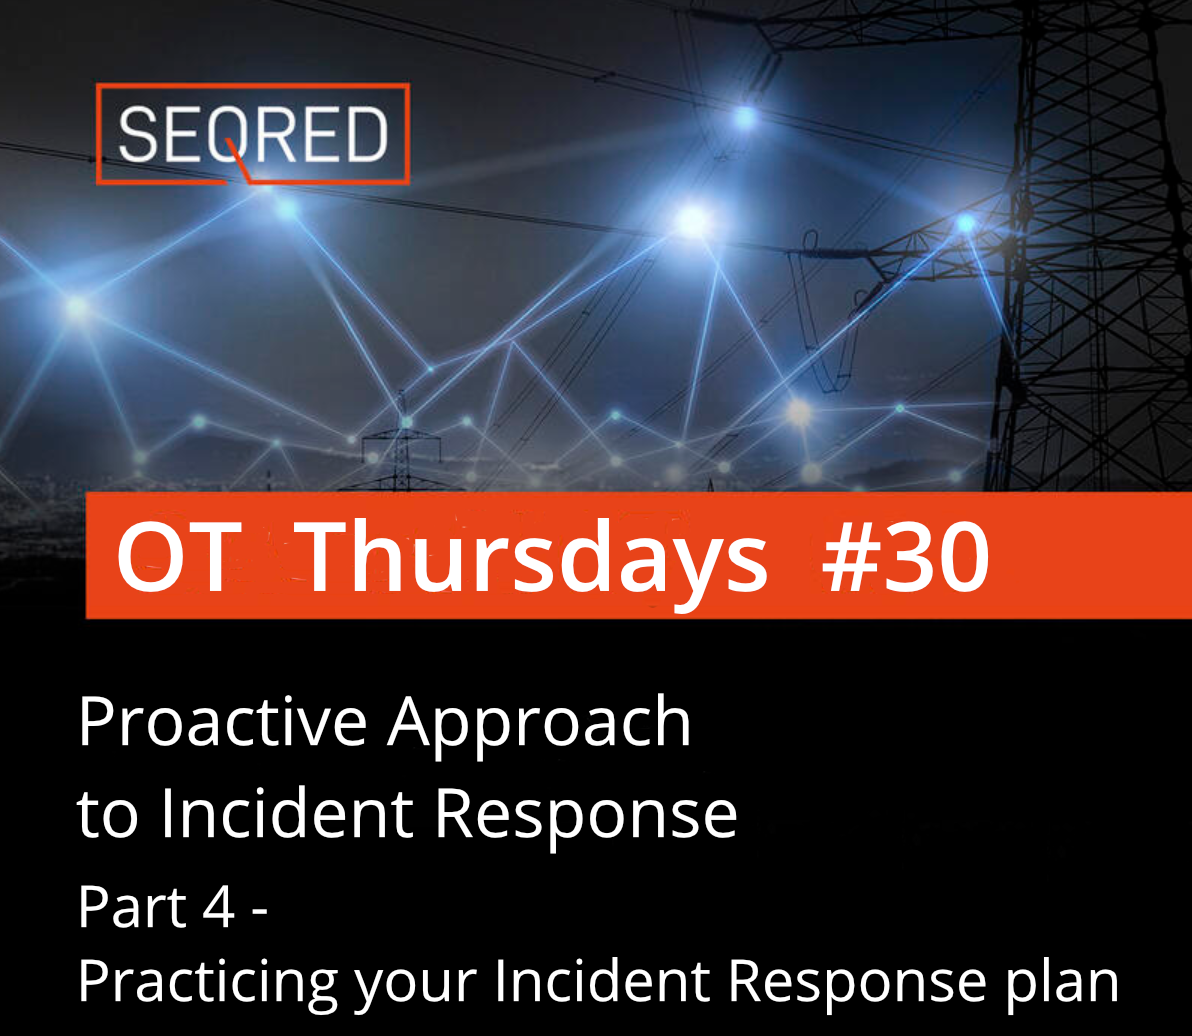 SEQRED
OT Thursdays #30
Proactive Approach
to Incident Response
Part 4 -
Practicing your Incident Response plan